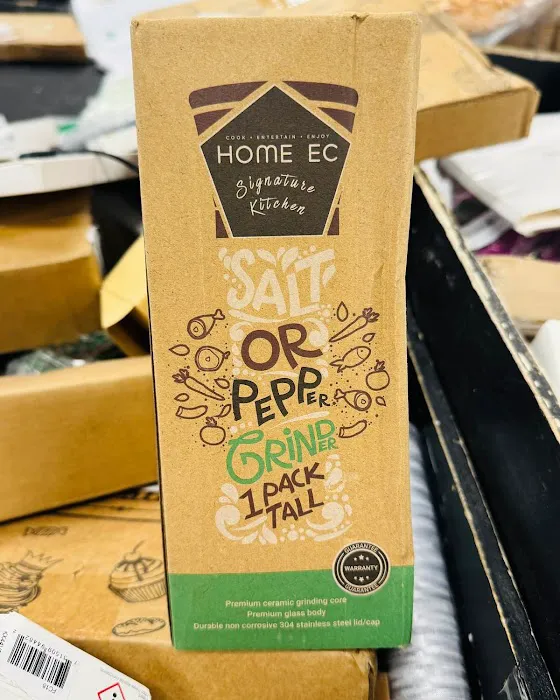 COOK • ENTERTAIN • ENJOY
HOME EC
Signature
Kitchen
SALT
OR
PEPPER
GRINDER
1 PACK
TALL
GUARANTEE
WARRANTY
GUARANTEE
Premium ceramic grinding core
Premium glass body
Durable non corrosive 304 stainless steel lid/cap